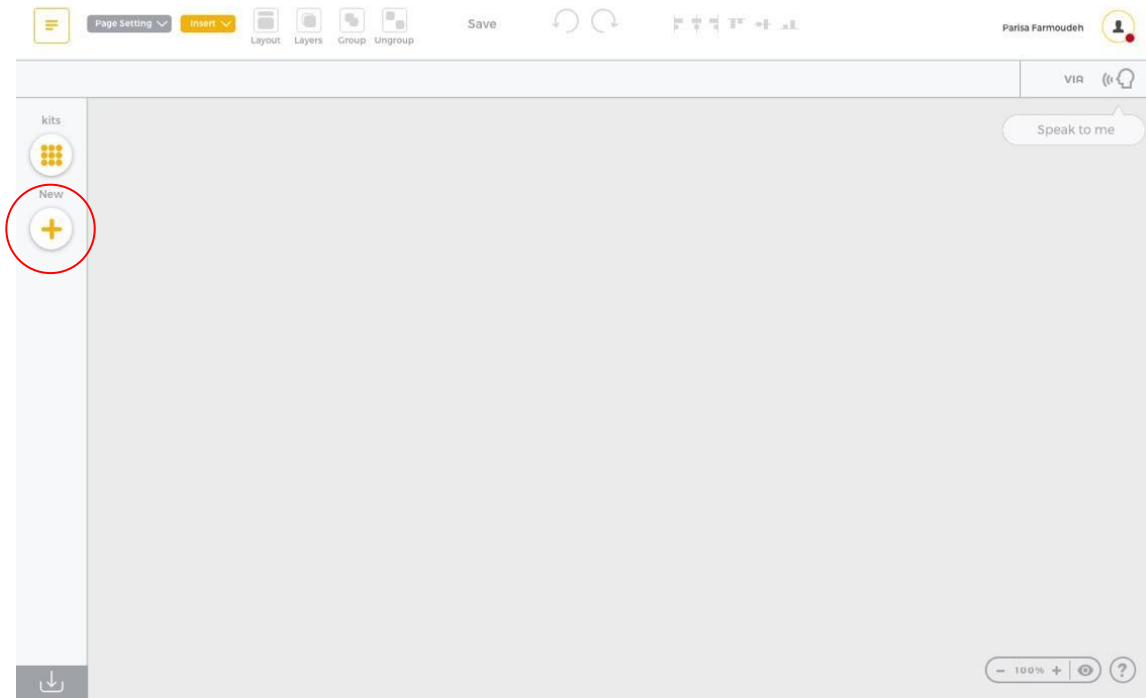 Page Setting
Insert
Layout
Layers
Group
Ungroup
Save
Parisa Farmoudeh
VIA
Speak to me
kits
New
- 100% +
?